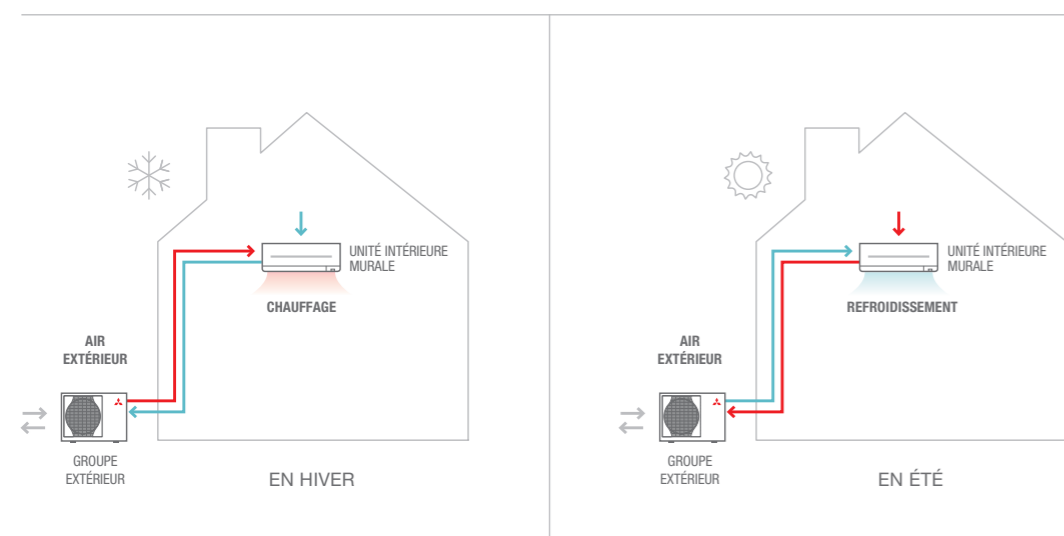 UNITÉ INTÉRIEURE
MURALE
CHAUFFAGE
AIR
EXTÉRIEUR
GROUPE
EXTÉRIEUR
EN HIVER
UNITÉ INTÉRIEURE
MURALE
REFROIDISSEMENT
AIR
EXTÉRIEUR
GROUPE
EXTÉRIEUR
EN ÉTÉ